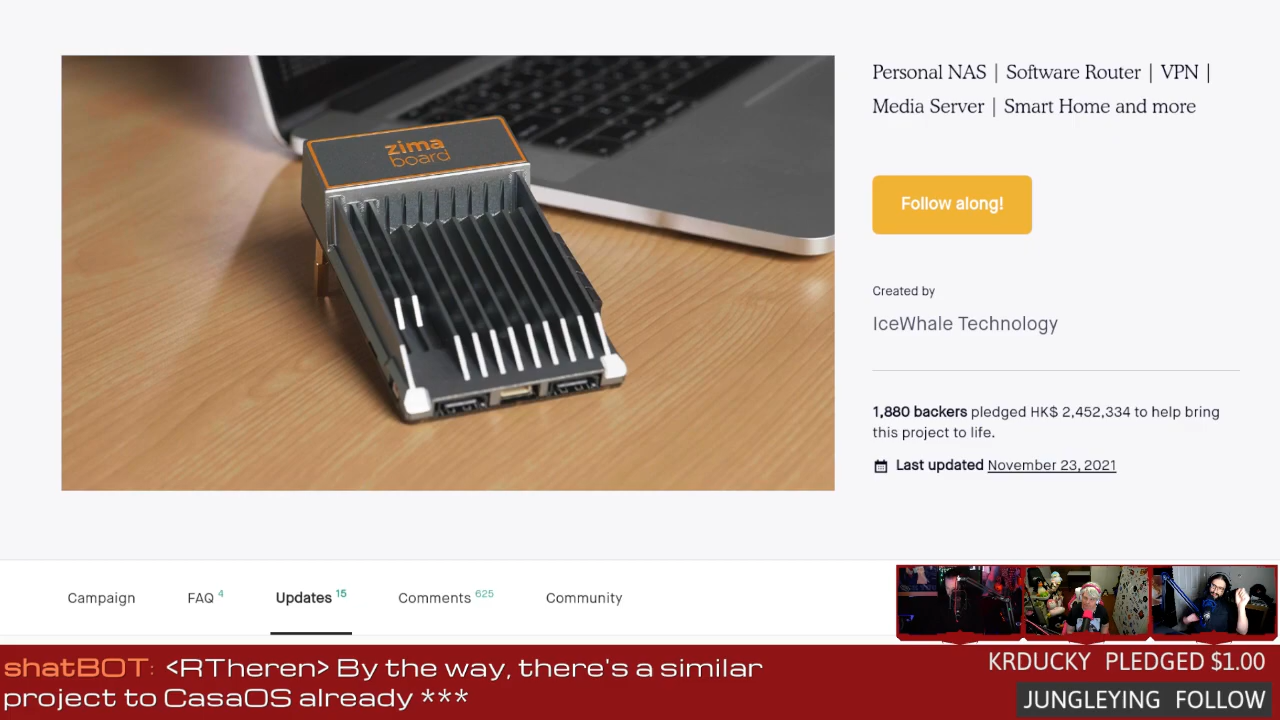 zima
board
Personal NAS | Software Router | VPN |
Media Server | Smart Home and more
Follow along!
Created by
IceWhale Technology
1,880 backers pledged HK$ 2,452,334 to help bring
this project to life.
Last updated November 23, 2021
Campaign
FAQ 4
Updates 15
Comments 625
Community
shatBOT: <RTheren> By the way, there's a similar
project to CasaOS already ***
KRDUCKY PLEDGED $1.00
JUNGLEYING FOLLOW